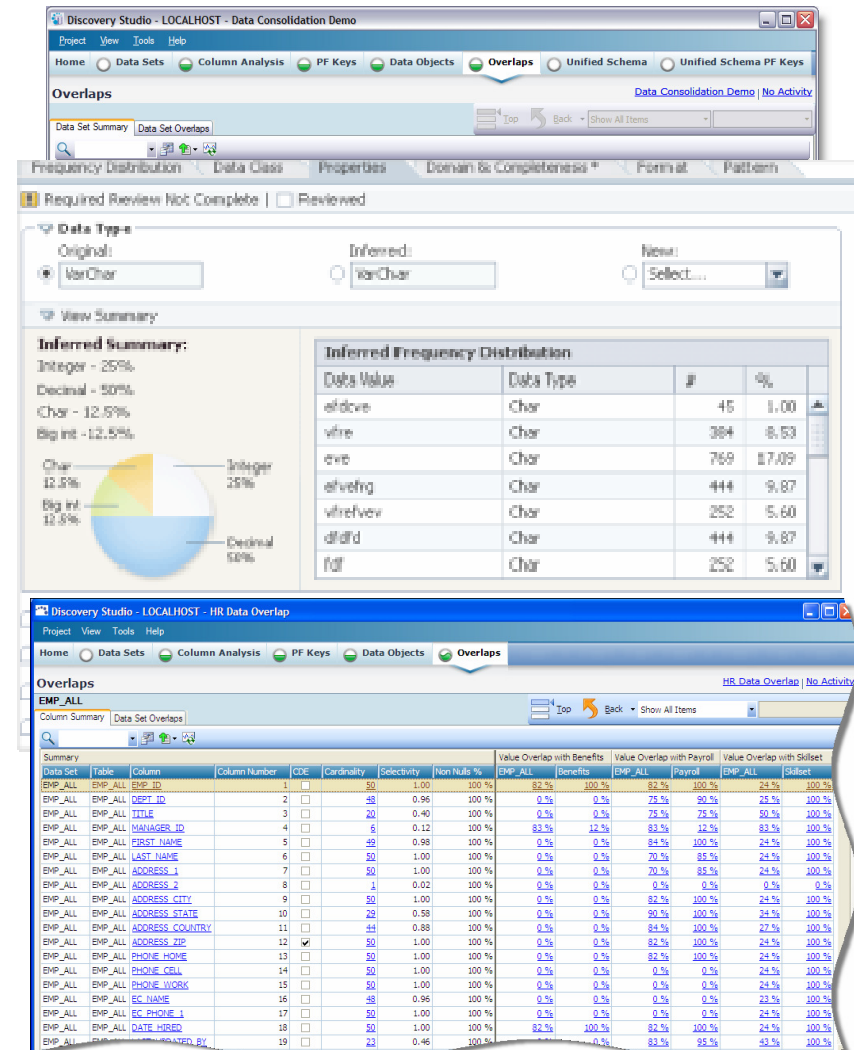 Discovery Studio - LOCALHOST - Data Consolidation Demo
Project View Tools Help
Home Data Sets Column Analysis PF Keys Data Objects Overlaps Unified Schema Unified Schema PF Keys
Overlaps Data Consolidation Demo | No Activity
Top Back Show All Items
Data Set Summary Data Set Overlaps
Frequency Distribution Data Class Properties Domain & Completeness * Format Pattern
Required Review Not Complete | Reviewed
Data Type
Original: Inferred: New:
VarChar VarChar Select....
View Summary
Inferred Summary:
Integer - 25%
Decimal - 50%
Char - 12.5%
Big int -12.5%
Char 12.5%
Integer 25%
Big int 12.5%
Decimal 50%
Inferred Frequency Distribution
Data Value Data Type # %
efdcve Char 45 1.00
vfre Char 384 8.53
eve Char 769 17.09
efvefrg Char 444 9.87
vfrefvev Char 252 5.60
dfdfd Char 444 9.87
fdf Char 252 5.60
Discovery Studio - LOCALHOST - HR Data Overlap
Project View Tools Help
Home Data Sets Column Analysis PF Keys Data Objects Overlaps
Overlaps HR Data Overlap | No Activity
EMP_ALL
Top Back Show All Items
Column Summary Data Set Overlaps
Summary Value Overlap with Benefits Value Overlap with Payroll Value Overlap with Skillset
Data Set Table Column Column Number CDE Cardinality Selectivity Non Nulls % EMP_ALL Benefits EMP_ALL Payroll EMP_ALL Skillset
EMP_ALL EMP_ALL EMP_ID 1 50 1.00 100 % 82 % 100 % 82 % 100 % 24 % 100 %
EMP_ALL EMP_ALL DEPT_ID 2 48 0.96 100 % 0 % 0 % 75 % 90 % 25 % 100 %
EMP_ALL EMP_ALL TITLE 3 20 0.40 100 % 0 % 0 % 75 % 75 % 50 % 100 %
EMP_ALL EMP_ALL MANAGER_ID 4 6 0.12 100 % 83 % 12 % 83 % 12 % 83 % 100 %
EMP_ALL EMP_ALL FIRST_NAME 5 49 0.98 100 % 0 % 0 % 84 % 100 % 24 % 100 %
EMP_ALL EMP_ALL LAST_NAME 6 50 1.00 100 % 0 % 0 % 70 % 85 % 24 % 100 %
EMP_ALL EMP_ALL ADDRESS_1 7 50 1.00 100 % 0 % 0 % 70 % 85 % 24 % 100 %
EMP_ALL EMP_ALL ADDRESS_2 8 1 0.02 100 % 0 % 0 % 0 % 0 % 0 % 0 %
EMP_ALL EMP_ALL ADDRESS_CITY 9 50 1.00 100 % 0 % 0 % 82 % 100 % 24 % 100 %
EMP_ALL EMP_ALL ADDRESS_STATE 10 29 0.58 100 % 0 % 0 % 90 % 100 % 34 % 100 %
EMP_ALL EMP_ALL ADDRESS_COUNTRY 11 44 0.88 100 % 0 % 0 % 84 % 100 % 27 % 100 %
EMP_ALL EMP_ALL ADDRESS_ZIP 12 50 1.00 100 % 0 % 0 % 82 % 100 % 24 % 100 %
EMP_ALL EMP_ALL PHONE_HOME 13 50 1.00 100 % 0 % 0 % 82 % 100 % 24 % 100 %
EMP_ALL EMP_ALL PHONE_CELL 14 50 1.00 100 % 0 % 0 % 0 % 0 % 24 % 100 %
EMP_ALL EMP_ALL PHONE_WORK 15 50 1.00 100 % 0 % 0 % 0 % 0 % 24 % 100 %
EMP_ALL EMP_ALL EC_NAME 16 48 0.96 100 % 0 % 0 % 0 % 0 % 23 % 100 %
EMP_ALL EMP_ALL EC_PHONE_1 17 50 1.00 100 % 0 % 0 % 0 % 0 % 24 % 100 %
EMP_ALL EMP_ALL DATE_HIRED 18 50 1.00 100 % 82 % 100 % 82 % 100 % 24 % 100 %
EMP_ALL 19 23 0.46 100 % 0 % 83 % 95 % 43 % 100 %